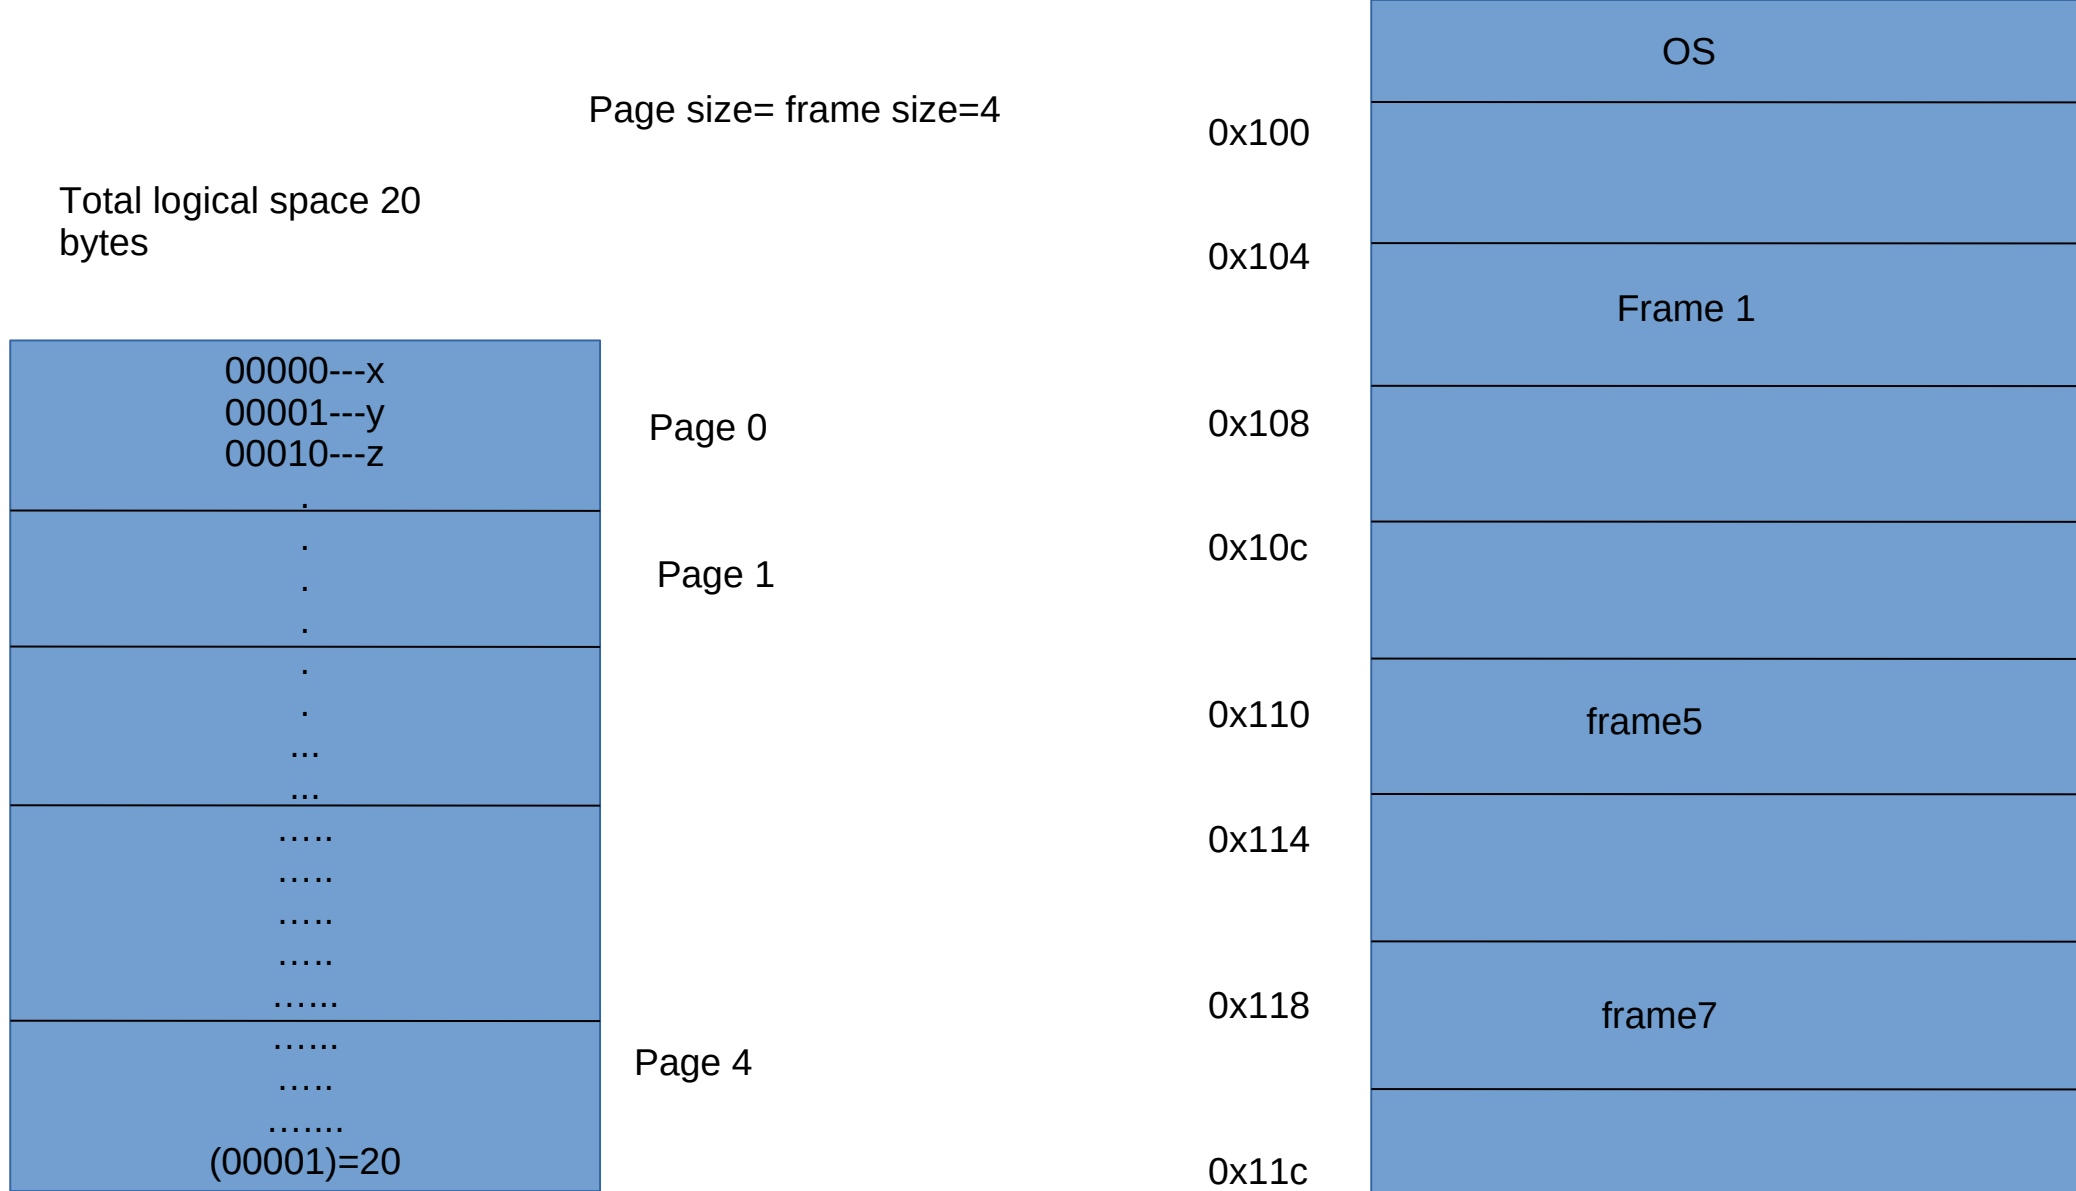 Page size= frame size=4
Total logical space 20
bytes
00000---x
00001---y
00010---z
.
.
.
.
.
.
...
...
…..
…..
…..
…..
…...
…...
…..
…....
(00001)=20
Page 0
Page 1
Page 4
0x100
0x104
0x108
0x10c
0x110
0x114
0x118
0x11c
OS
Frame 1
frame5
frame7